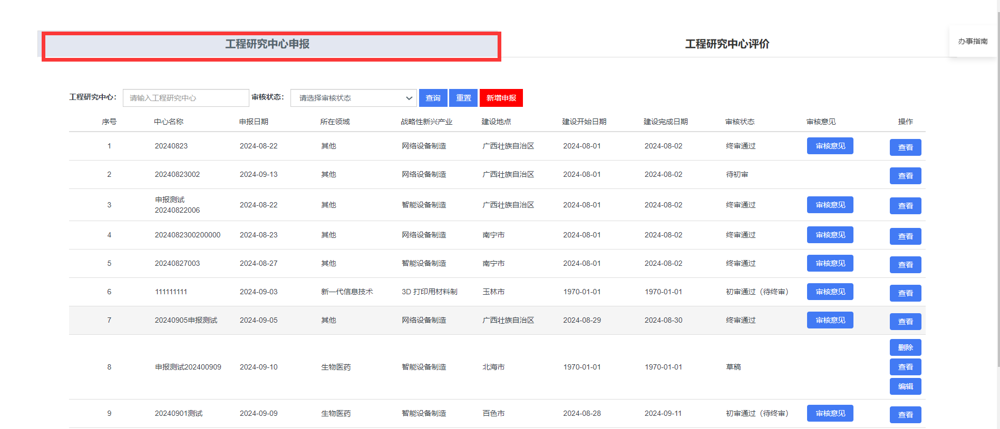 工程研究中心申报
工程研究中心评价
办事指南
工程研究中心： 请输入工程研究中心 审核状态： 请选择审核状态 查询 重置 新增申报
序号 中心名称 申报日期 所在领域 战略性新兴产业 建设地点 建设开始日期 建设完成日期 审核状态 审核意见 操作
1 20240823 2024-08-22 其他 网络设备制造 广西壮族自治区 2024-08-01 2024-08-02 终审通过 审核意见 查看
2 20240823002 2024-09-13 其他 网络设备制造 广西壮族自治区 2024-08-01 2024-08-02 待初审 查看
3 申报测试
20240822006 2024-08-22 其他 智能设备制造 广西壮族自治区 2024-08-01 2024-08-02 终审通过 审核意见 查看
4 2024082300200000 2024-08-23 其他 网络设备制造 南宁市 2024-08-01 2024-08-02 终审通过 审核意见 查看
5 20240827003 2024-08-27 其他 智能设备制造 南宁市 2024-08-01 2024-08-02 终审通过 审核意见 查看
6 111111111 2024-09-03 新一代信息技术 3D 打印用材料制 玉林市 1970-01-01 1970-01-01 初审通过（待终审） 审核意见 查看
7 20240905申报测试 2024-09-05 其他 网络设备制造 广西壮族自治区 2024-08-29 2024-08-30 终审通过 审核意见 查看
8 申报测试202400909 2024-09-10 生物医药 智能设备制造 北海市 1970-01-01 1970-01-01 草稿 删除
查看
编辑
9 20240901测试 2024-09-09 生物医药 智能设备制造 百色市 2024-08-28 2024-09-11 初审通过（待终审） 审核意见 查看